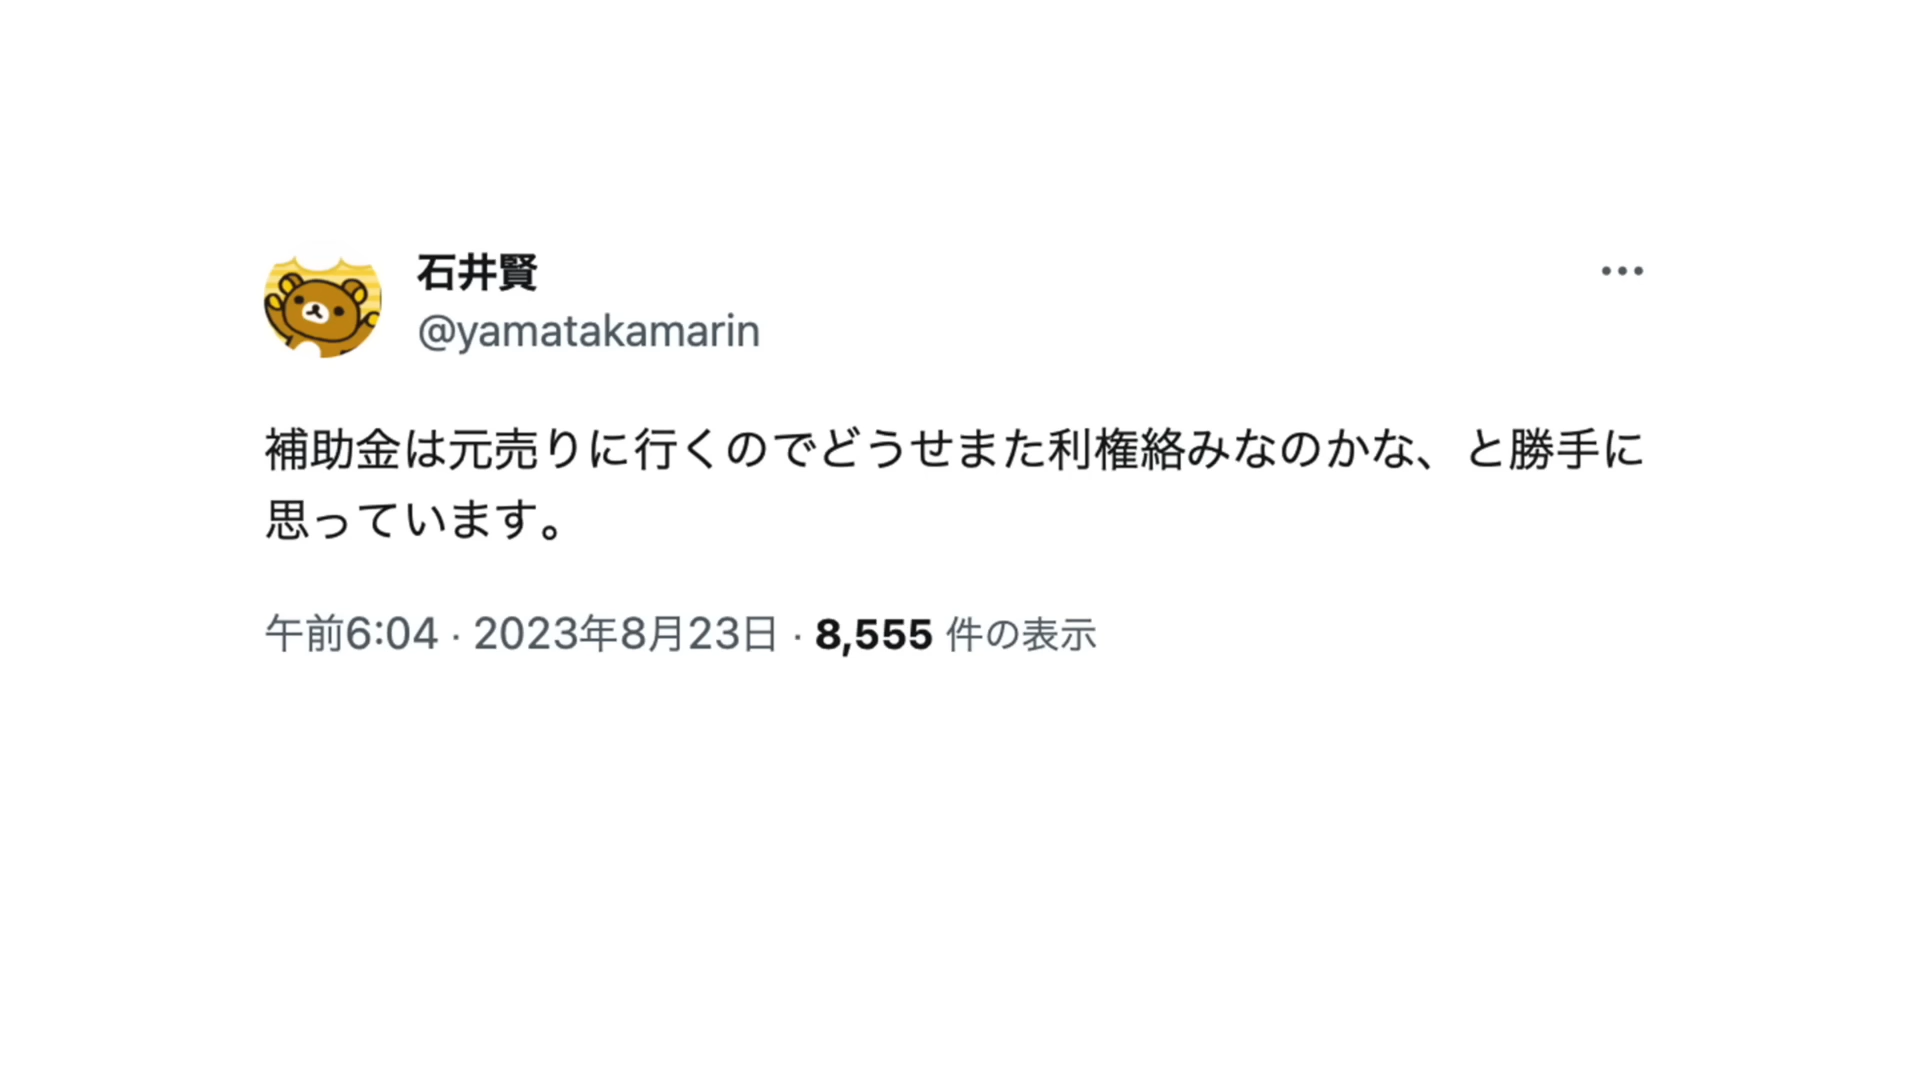 石井賢
@yamatakamarin
補助金は元売りに行くのでどうせまた利権絡みなのかな、と勝手に
思っています。
午前6:04 · 2023年8月23日 · 8,555 件の表示